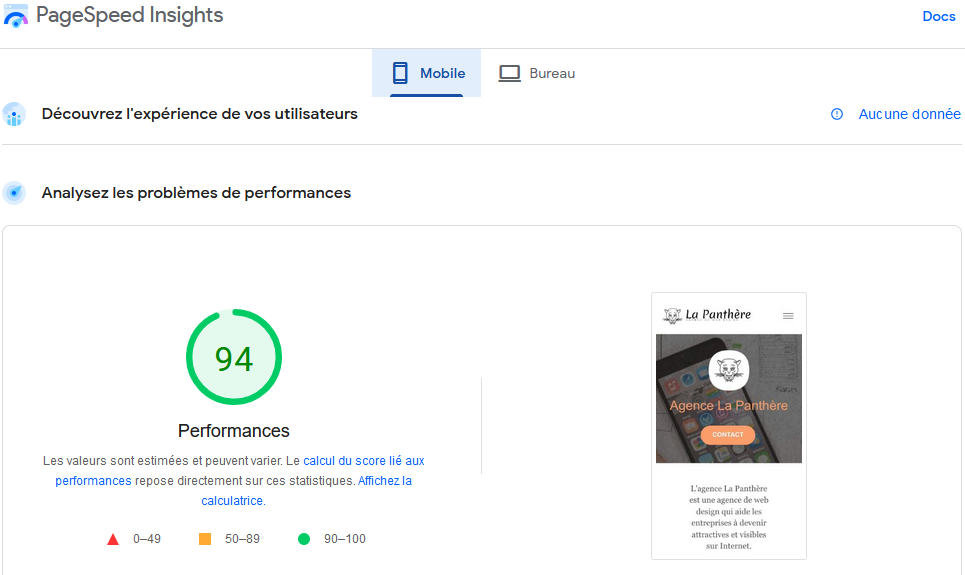 PageSpeed Insights
Docs
Mobile
Bureau
Découvrez l'expérience de vos utilisateurs
Aucune donnée
Analysez les problèmes de performances
94
Performances
Les valeurs sont estimées et peuvent varier. Le calcul du score lié aux
performances repose directement sur ces statistiques. Affichez la
calculatrice.
0–49
50–89
90–100
La Panthère
Agence La Panthère
CONTACT
L'agence La Panthère
est une agence de web
design qui aide les
entreprises à devenir
attractives et visibles
sur Internet.